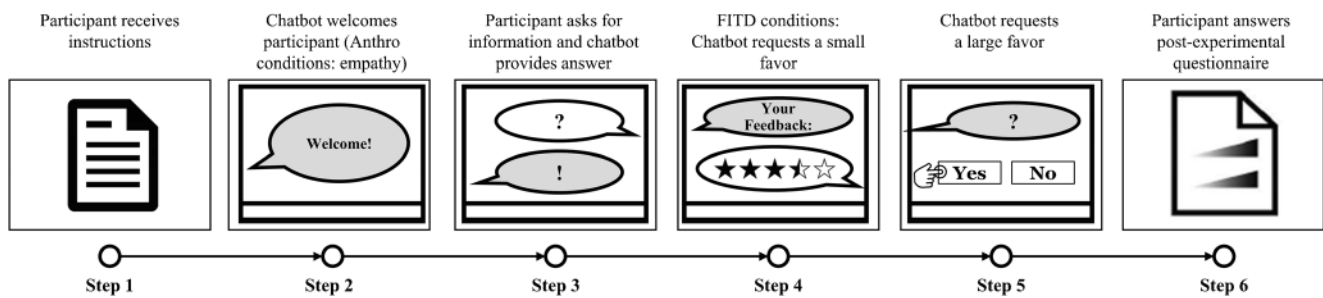 Participant receives
instructions
Chatbot welcomes
participant (Anthro
conditions: empathy)
Participant asks for
information and chatbot
provides answer
FITD conditions:
Chatbot requests a small
favor
Chatbot requests
a large favor
Participant answers
post-experimental
questionnaire
Welcome!
?
!
Your
Feedback:
?
Yes No
Step 1 Step 2 Step 3 Step 4 Step 5 Step 6